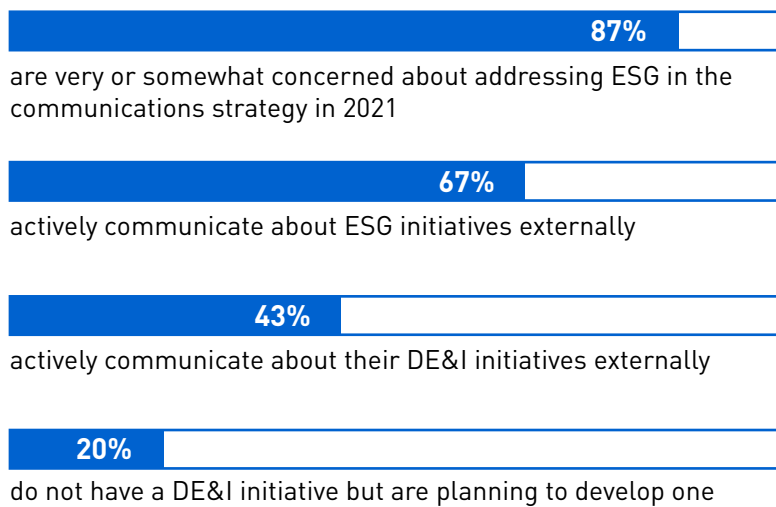 87%
are very or somewhat concerned about addressing ESG in the
communications strategy in 2021
67%
actively communicate about ESG initiatives externally
43%
actively communicate about their DE&I initiatives externally
20%
do not have a DE&I initiative but are planning to develop one